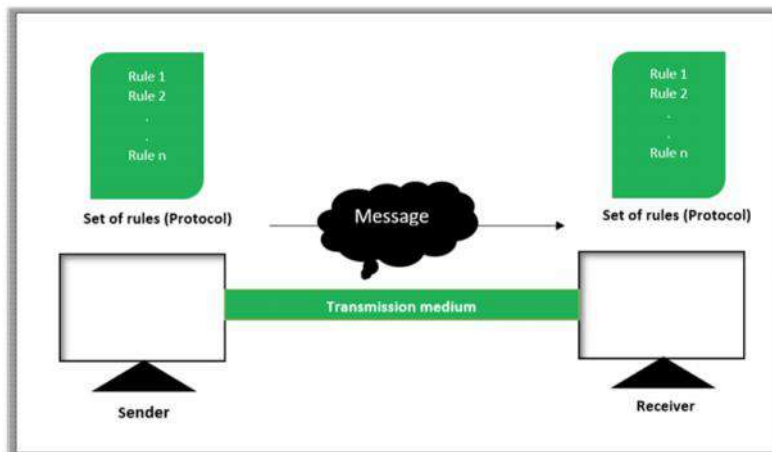 Rule 1
Rule 2
.
.
Rule n
Set of rules (Protocol)
Rule 1
Rule 2
.
.
Rule n
Set of rules (Protocol)
Message
Transmission medium
Sender
Receiver